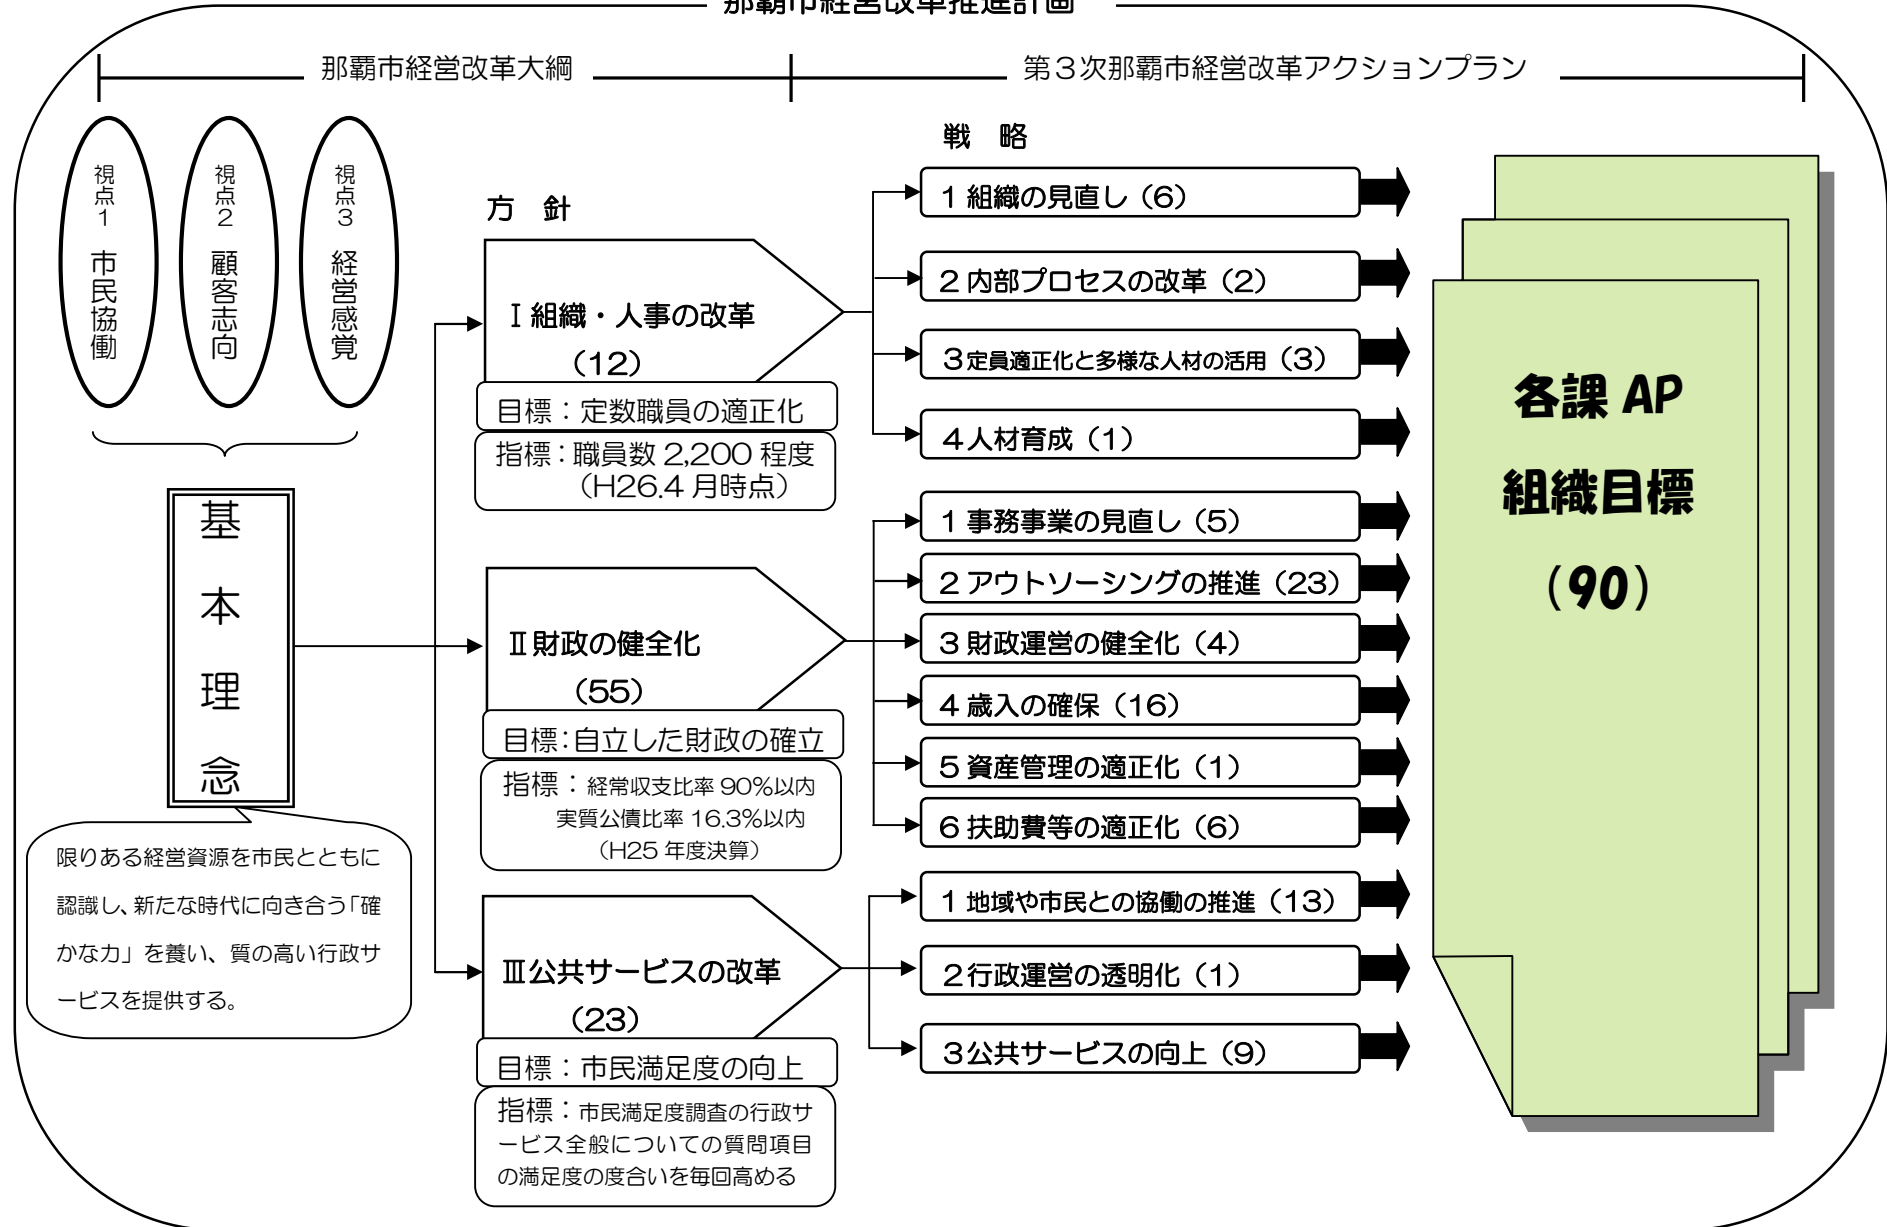 那覇市経営改革推進計画
那覇市経営改革大綱
第3次那覇市経営改革アクションプラン
視点1 市民協働
視点2 顧客志向
視点3 経営感覚
基本理念
限りある経営資源を市民とともに
認識し、新たな時代に向き合う「確
かな力」を養い、質の高い行政サ
ービスを提供する。
方 針
Ⅰ組織・人事の改革
（12）
目標：定数職員の適正化
指標：職員数 2,200 程度
（H26.4 月時点）
Ⅱ財政の健全化
（55）
目標：自立した財政の確立
指標：経常収支比率 90％以内
実質公債比率 16.3％以内
（H25 年度決算）
Ⅲ公共サービスの改革
（23）
目標：市民満足度の向上
指標：市民満足度調査の行政サ
ービス全般についての質問項目
の満足度の度合いを毎回高める
戦 略
1 組織の見直し（6）
2 内部プロセスの改革（2）
3 定員適正化と多様な人材の活用（3）
4 人材育成（1）
1 事務事業の見直し（5）
2 アウトソーシングの推進（23）
3 財政運営の健全化（4）
4 歳入の確保（16）
5 資産管理の適正化（1）
6 扶助費等の適正化（6）
1 地域や市民との協働の推進（13）
2 行政運営の透明化（1）
3 公共サービスの向上（9）
各課 AP
組織目標
（90）